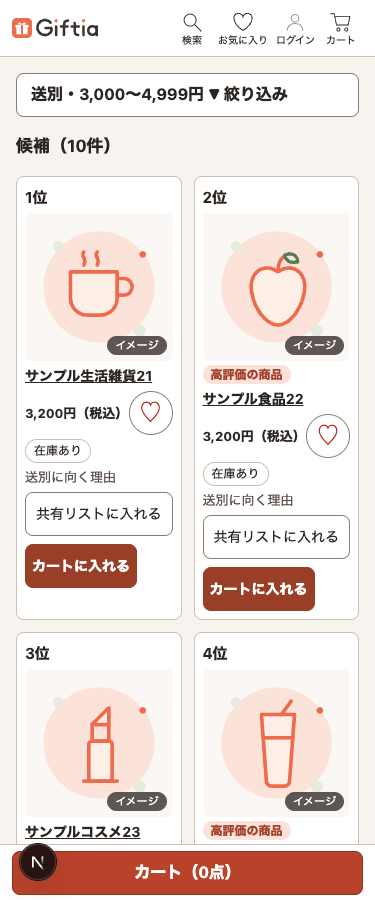 Giftia
検索
お気に入り
ログイン
カート
送別・3,000〜4,999円 ▼ 絞り込み
候補（10件）
1位
イメージ
サンプル生活雑貨21
3,200円（税込）
在庫あり
送別に向く理由
共有リストに入れる
カートに入れる
2位
イメージ
高評価の商品
サンプル食品22
3,200円（税込）
在庫あり
送別に向く理由
共有リストに入れる
カートに入れる
3位
イメージ
サンプルコスメ23
4位
イメージ
高評価の商品
N
カート（0点）